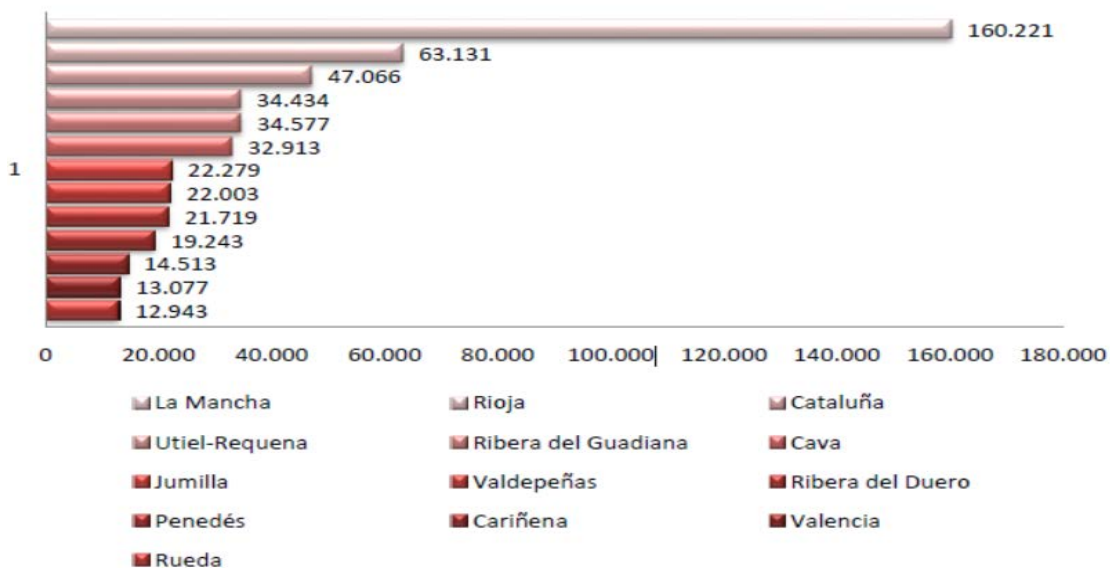 160.221
63.131
47.066
34.434
34.577
32.913
1
22.279
22.003
21.719
19.243
14.513
13.077
12.943
0 20.000 40.000 60.000 80.000 100.000 120.000 140.000 160.000 180.000
La Mancha Rioja Cataluña
Utiel-Requena Ribera del Guadiana Cava
Jumilla Valdepeñas Ribera del Duero
Penedés Cariñena Valencia
Rueda